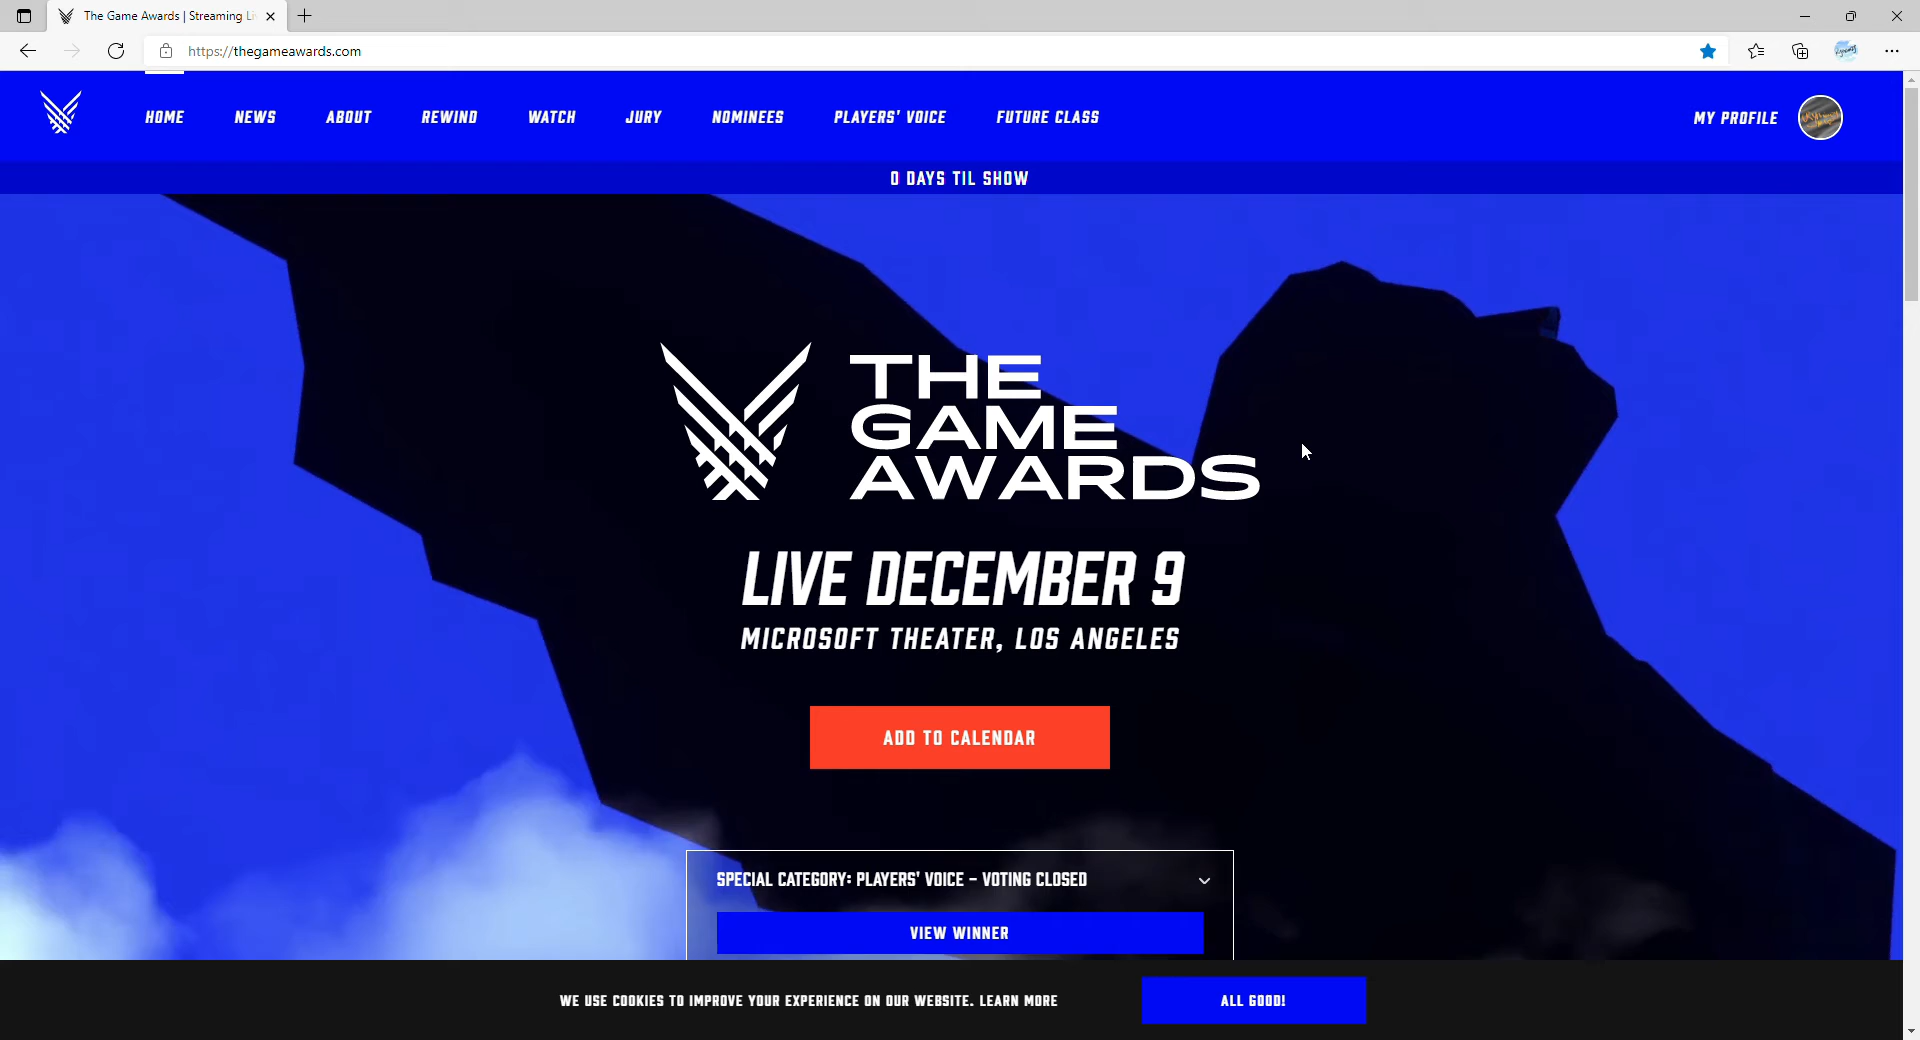 The Game Awards | Streaming Li
https://thegameawards.com
HOME NEWS ABOUT REWIND WATCH JURY NOMINEES PLAYERS' VOICE FUTURE CLASS MY PROFILE
0 DAYS TIL SHOW
THE
GAME
AWARDS
LIVE DECEMBER 9
MICROSOFT THEATER, LOS ANGELES
ADD TO CALENDAR
SPECIAL CATEGORY: PLAYERS' VOICE - VOTING CLOSED
VIEW WINNER
WE USE COOKIES TO IMPROVE YOUR EXPERIENCE ON OUR WEBSITE. LEARN MORE ALL GOOD!